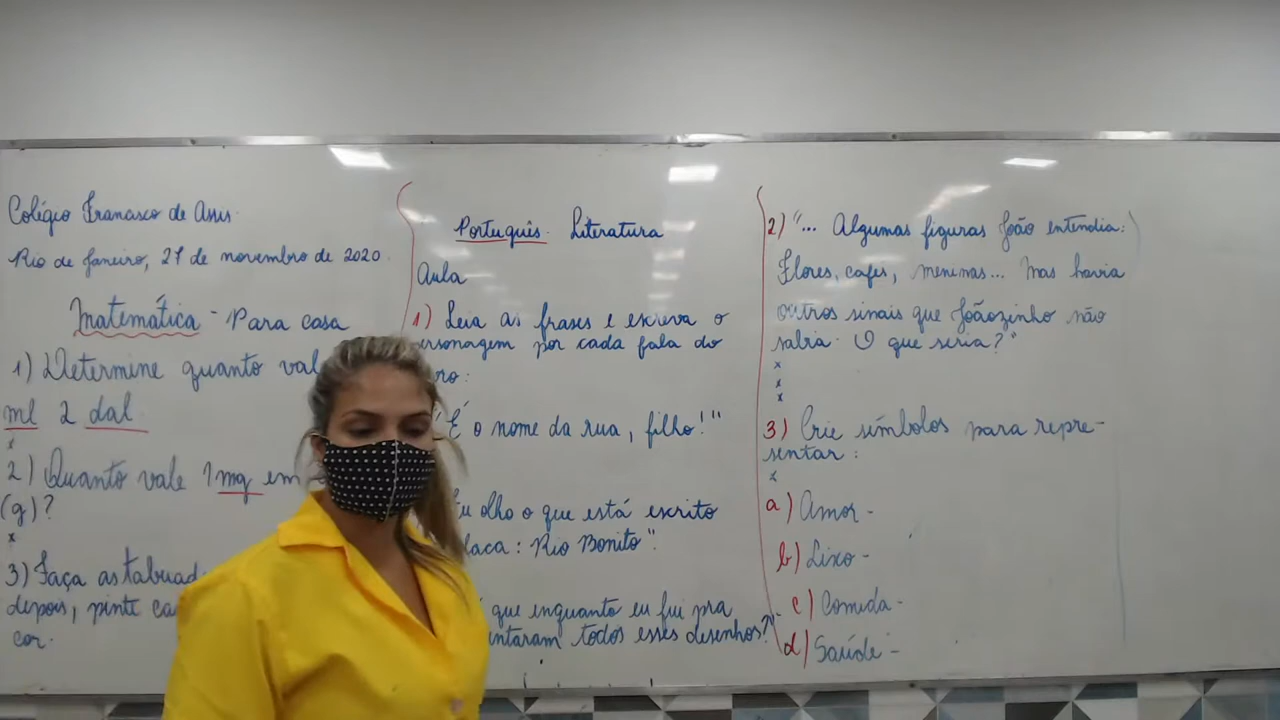 Colégio Francisco de Assis.
Rio de Janeiro, 27 de novembro de 2020.
Matemática - Para casa
1) Determine quanto val
ml 2 dal.
x
2) Quanto vale 1mg em
(g)?
x
3) Faça as tabuad
depois, pinte ca
cor.
Português. Literatura
Aula
1) Leia as frases e escreva o
ersonagem por cada fala do
ro:
"É o nome da rua, filho!"
Eu olho o que está escrito
laca: Rio Bonito".
que enquanto eu fui pra
ntaram todos esses desenhos?"
2) "... Algumas figuras João entendia:
Flores, cafés, meninas... Mas havia
outros sinais que Joãozinho não
sabia. O que seria?"
x
x
x
3) Crie símbolos para repre-
sentar:
x
a) Amor -
b) Lixo -
c) Comida -
d) Saúde -